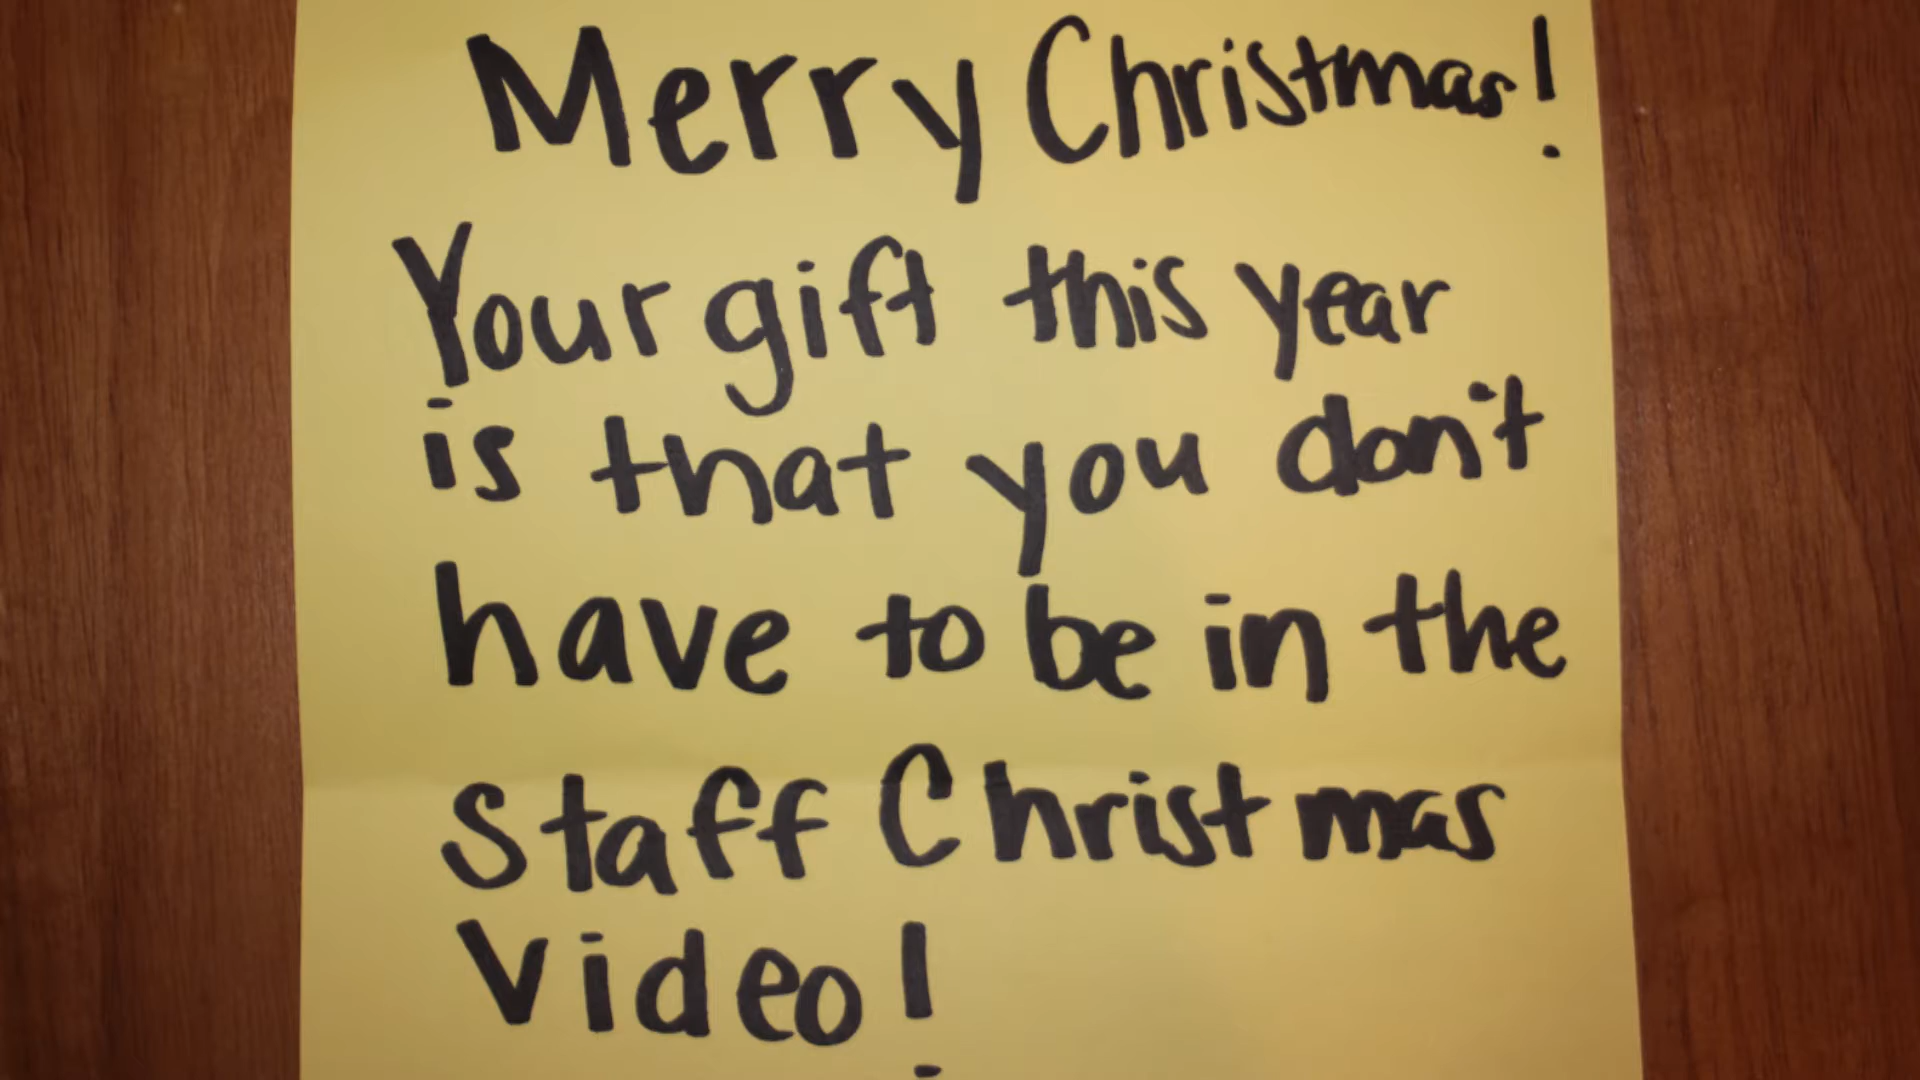 Merry Christmas!
Your gift this year
is that you don't
have to be in the
Staff Christmas
Video!